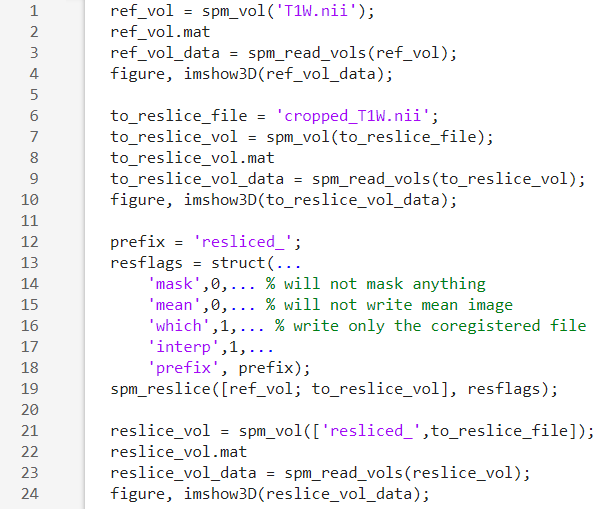 1 ref_vol = spm_vol('T1W.nii');
2 ref_vol.mat
3 ref_vol_data = spm_read_vols(ref_vol);
4 figure, imshow3D(ref_vol_data);
5
6 to_reslice_file = 'cropped_T1W.nii';
7 to_reslice_vol = spm_vol(to_reslice_file);
8 to_reslice_vol.mat
9 to_reslice_vol_data = spm_read_vols(to_reslice_vol);
10 figure, imshow3D(to_reslice_vol_data);
11
12 prefix = 'resliced_';
13 resflags = struct(...
14     'mask',0,... % will not mask anything
15     'mean',0,... % will not write mean image
16     'which',1,... % write only the coregistered file
17     'interp',1,...
18     'prefix', prefix);
19 spm_reslice([ref_vol; to_reslice_vol], resflags);
20
21 reslice_vol = spm_vol(['resliced_',to_reslice_file]);
22 reslice_vol.mat
23 reslice_vol_data = spm_read_vols(reslice_vol);
24 figure, imshow3D(reslice_vol_data);